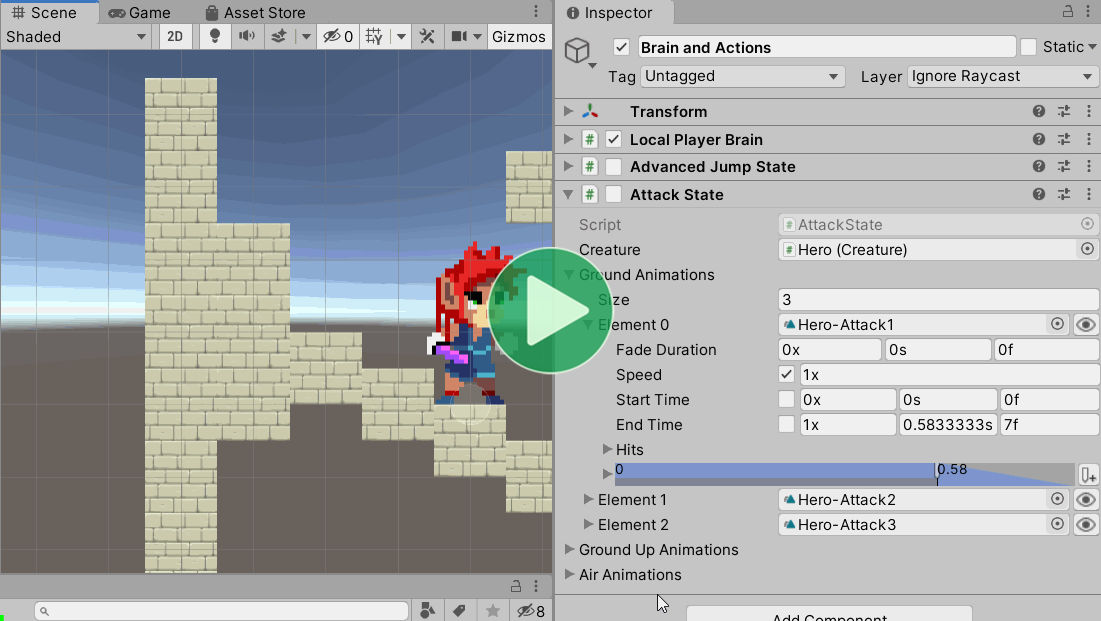 Scene Game Asset Store
Shaded 2D 0 Gizmos
8
Inspector
Brain and Actions Static
Tag Untagged Layer Ignore Raycast
Transform
# Local Player Brain
# Advanced Jump State
# Attack State
Script # AttackState
Creature # Hero (Creature)
Ground Animations
Size 3
Element 0 Hero-Attack1
Fade Duration 0x 0s 0f
Speed 1x
Start Time 0x 0s 0f
End Time 1x 0.5833333s 7f
Hits
0 0.58
Element 1 Hero-Attack2
Element 2 Hero-Attack3
Ground Up Animations
Air Animations
Add Component